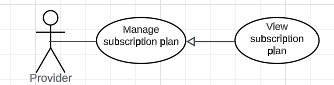 Manage
subscription plan
View
subscription
plan
Provider